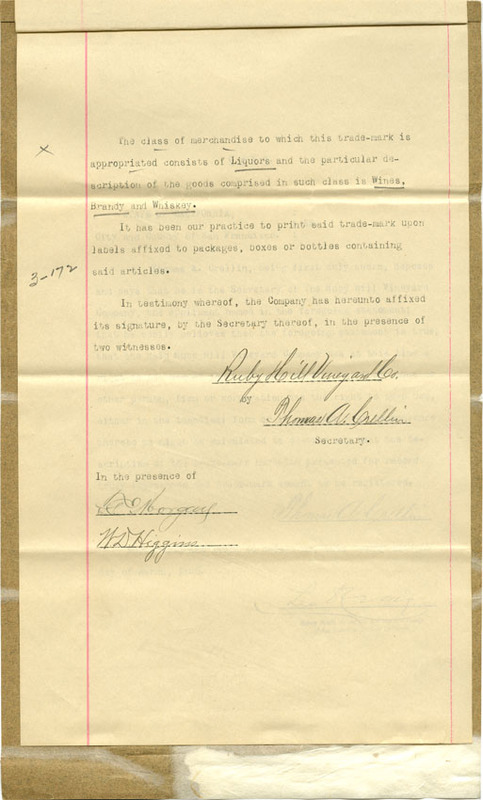 The class of merchandise to which this trade-mark is
appropriated consists of Liquors and the particular de-
scription of the goods comprised in such class is Wines,
Brandy and Whiskey.
It has been our practice to print said trade-mark upon
labels affixed to packages, boxes or bottles containing
said articles.
3-172
In testimony whereof, the Company has hereunto affixed
its signature, by the Secretary thereof, in the presence of
two witnesses.
Ruby Hill Vineyard Co.
by
Thomas A. Crellin
Secretary.
In the presence of
W D Higgins